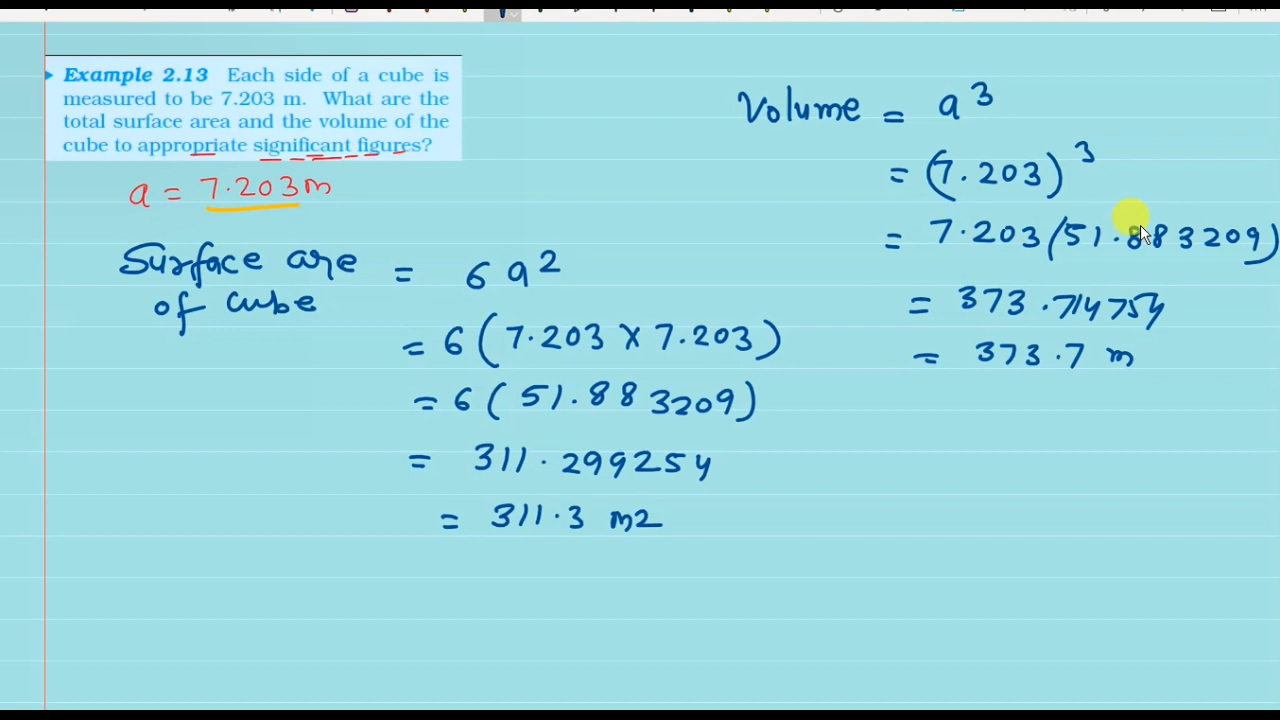 Example 2.13 Each side of a cube is
measured to be 7.203 m. What are the
total surface area and the volume of the
cube to appropriate significant figures?
a = 7.203m
Surface are
of cube
= 6a²
= 6(7.203 x 7.203)
= 6(51.883209)
= 311.299254
= 311.3 m2
Volume = a³
= (7.203)³
= 7.203(51.883209)
= 373.714754
= 373.7 m